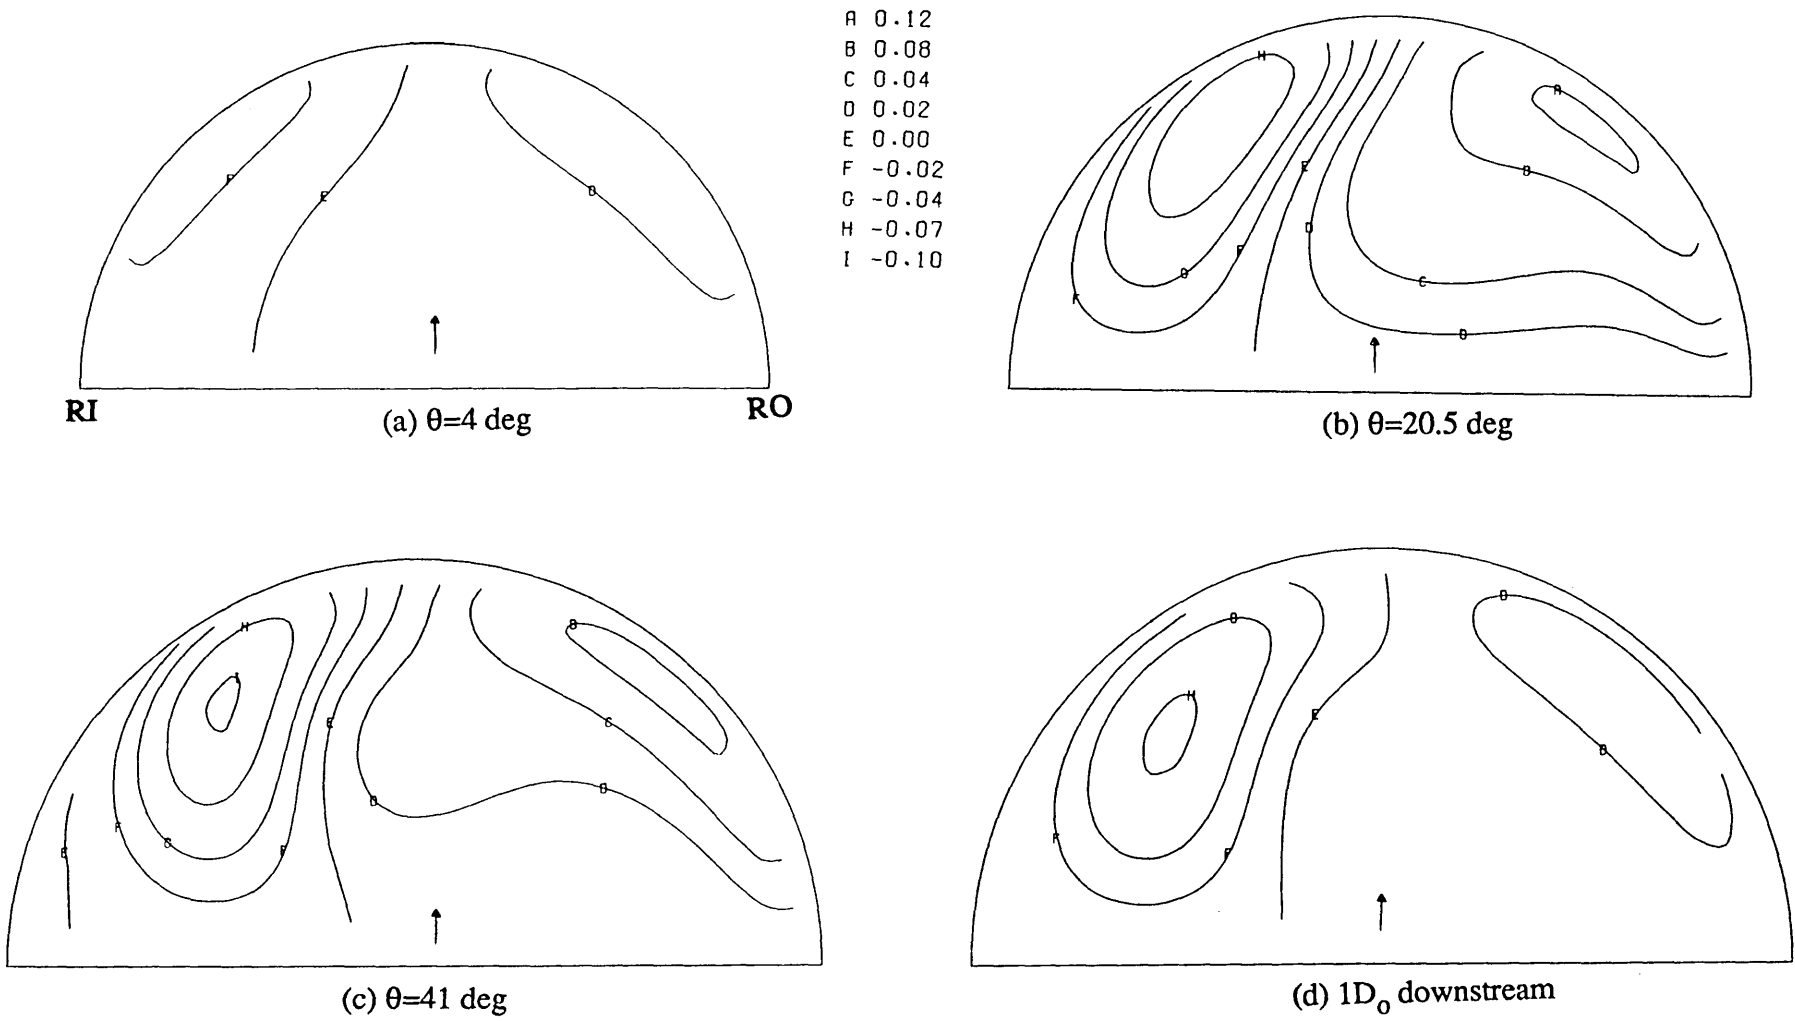 A 0.12
B 0.08
C 0.04
D 0.02
E 0.00
F -0.02
G -0.04
H -0.07
I -0.10
F
E
D
RI
RO
(a) θ=4 deg
H
A
E
D
D
F
G
C
F
D
(b) θ=20.5 deg
B
H
I
E
C
D
D
F
G
E
F
(c) θ=41 deg
D
G
H
E
D
F
F
(d) 1Do downstream